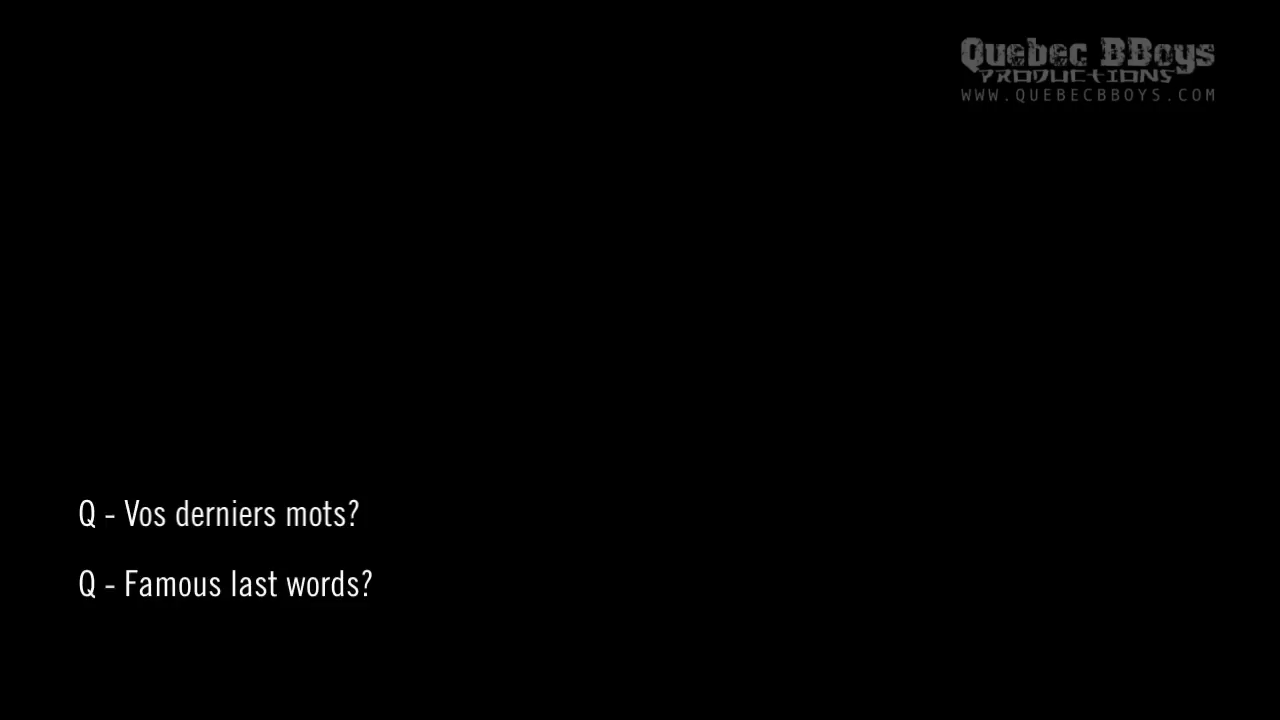 Quebec BBoys
PRODUCTIONS
WWW.QUEBECBBOYS.COM
Q - Vos derniers mots?
Q - Famous last words?